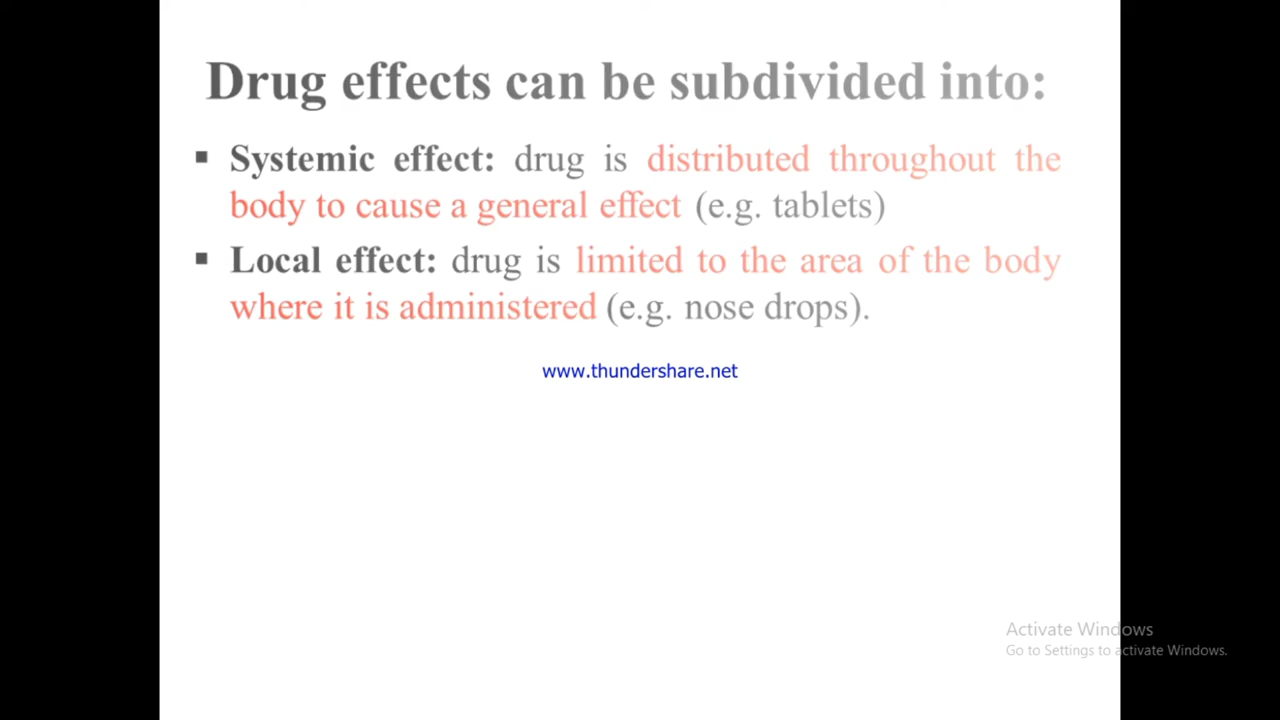 Drug effects can be subdivided into:
▪ Systemic effect: drug is distributed throughout the
body to cause a general effect (e.g. tablets)
▪ Local effect: drug is limited to the area of the body
where it is administered (e.g. nose drops).
www.thundershare.net
Activate Windows
Go to Settings to activate Windows.